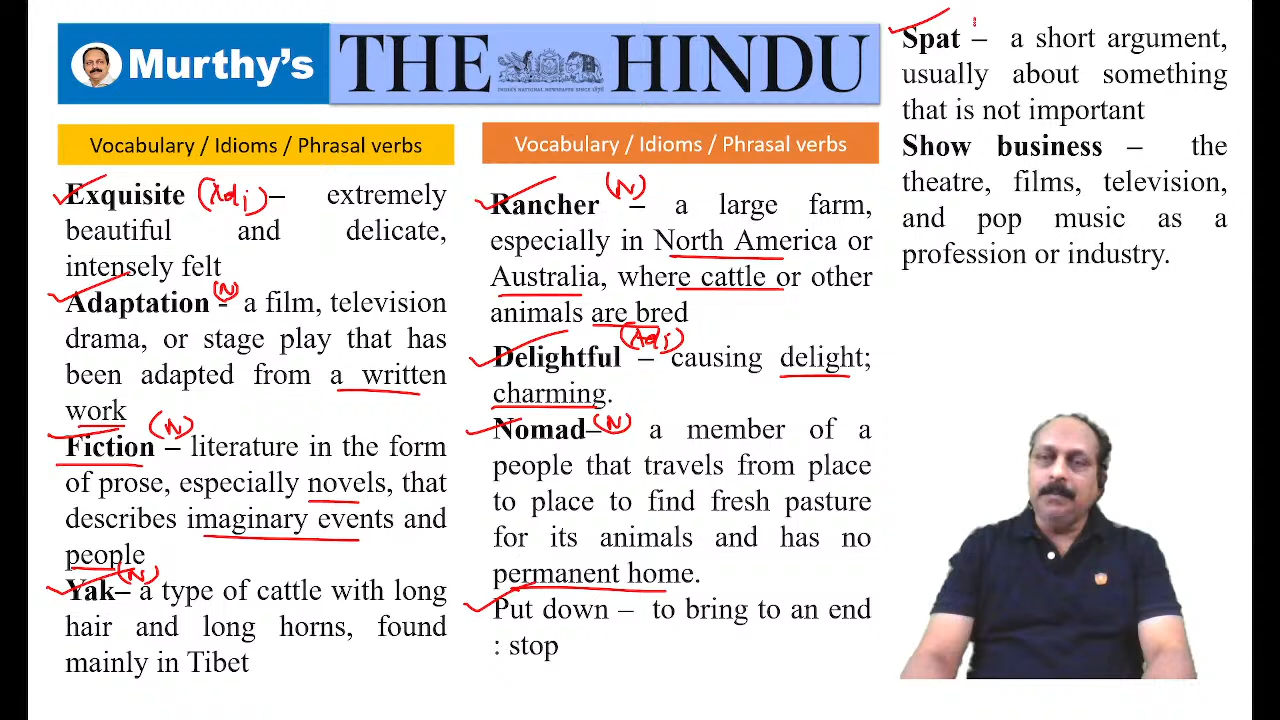 Murthy's
THE HINDU
INDIA'S NATIONAL NEWSPAPER SINCE 1878
Vocabulary / Idioms / Phrasal verbs
Exquisite (Adj) – extremely
beautiful and delicate,
intensely felt
Adaptation (N) - a film, television
drama, or stage play that has
been adapted from a written
work
Fiction (N) – literature in the form
of prose, especially novels, that
describes imaginary events and
people
Yak– (N) a type of cattle with long
hair and long horns, found
mainly in Tibet
Vocabulary / Idioms / Phrasal verbs
Rancher (N) – a large farm,
especially in North America or
Australia, where cattle or other
animals are bred
Delightful (Adj) – causing delight;
charming.
Nomad– (N) a member of a
people that travels from place
to place to find fresh pasture
for its animals and has no
permanent home.
Put down – to bring to an end
: stop
Spat – a short argument,
usually about something
that is not important
Show business – the
theatre, films, television,
and pop music as a
profession or industry.